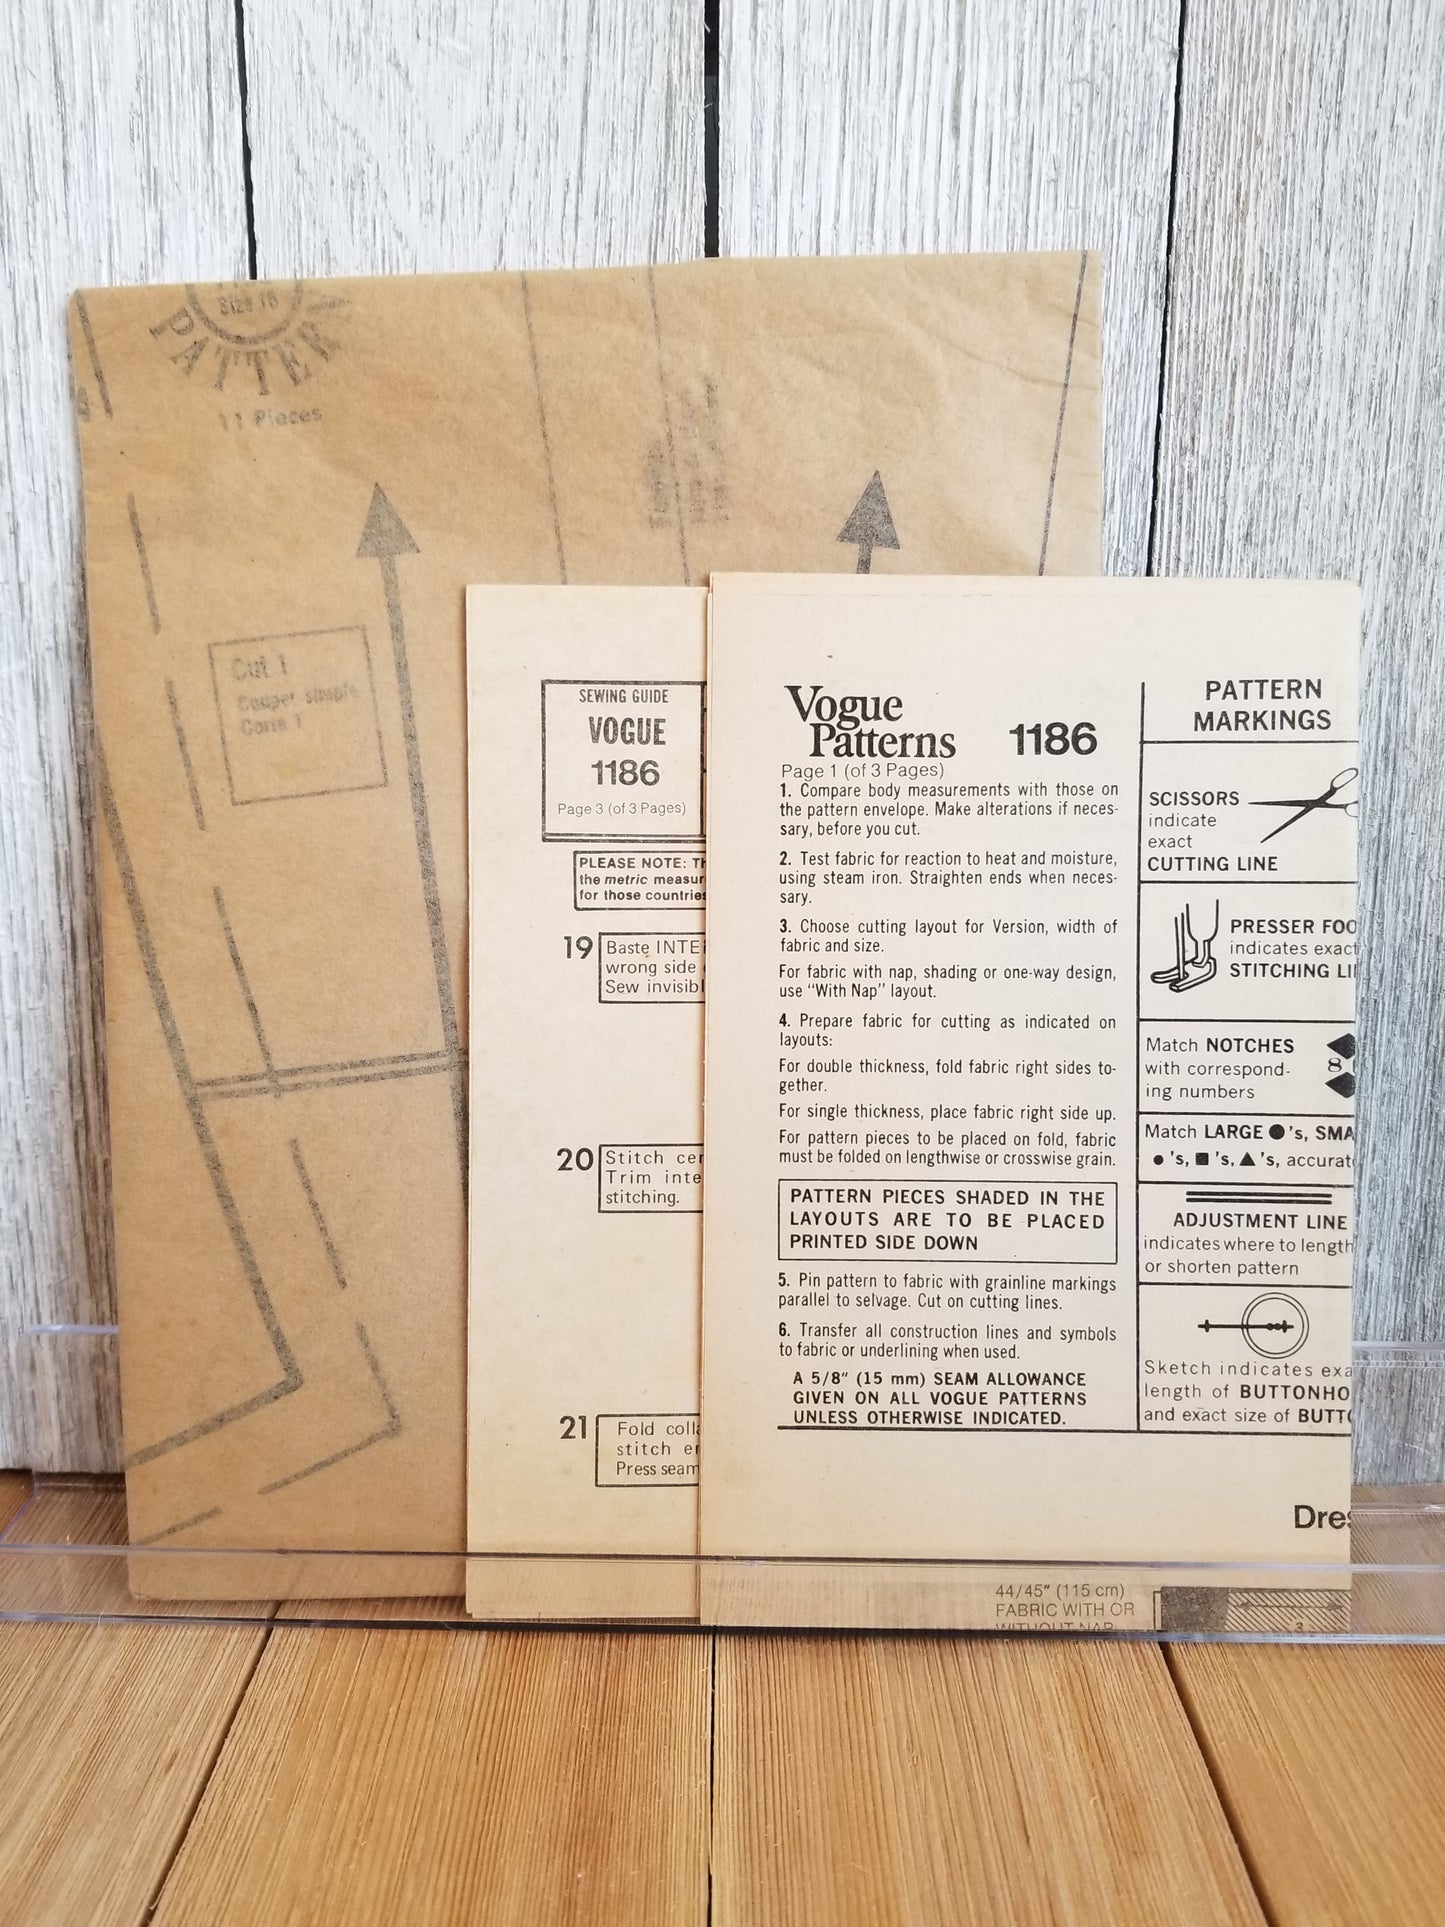 SIZE 16
PATTER
11 Pieces
Cut 1
SEWING GUIDE
VOGUE
1186
Page 3 (of 3 Pages)
PLEASE NOTE:
the metric
for those countries
19
Baste
wrong side
Sew
20
Stitch
Trim
stitching.
21
Fold
stitch
Press seam
Vogue
Patterns 1186
Page 1 (of 3 Pages)
1. Compare body measurements with those on
the pattern envelope. Make alterations if neces-
sary, before you cut.
2. Test fabric for reaction to heat and moisture,
using steam iron. Straighten ends when neces-
sary.
3. Choose cutting layout for Version, width of
fabric and size.
For fabric with nap, shading or one-way design,
use "With Nap" layout.
4. Prepare fabric for cutting as indicated on
layouts:
For double thickness, fold fabric right sides to-
gether.
For single thickness, place fabric right side up.
For pattern pieces to be placed on fold, fabric
must be folded on lengthwise or crosswise grain.
PATTERN PIECES SHADED IN THE
LAYOUTS ARE TO BE PLACED
PRINTED SIDE DOWN
5. Pin pattern to fabric with grainline markings
parallel to selvage. Cut on cutting lines.
6. Transfer all construction lines and symbols
to fabric or underlining when used.
A 5/8" (15 mm) SEAM ALLOWANCE
GIVEN ON ALL VOGUE PATTERNS
UNLESS OTHERWISE INDICATED.
PATTERN
MARKINGS
SCISSORS
indicate
exact
CUTTING LINE
PRESSER FOO
indicates exact
STITCHING LI
Match NOTCHES
with correspond-
ing numbers
8
Match LARGE ●'s, SMA
●'s, ■'s, ▲'s, accurat
ADJUSTMENT LINE
indicates where to length
or shorten pattern
Sketch indicates exa
length of BUTTONHO
and exact size of BUTT
Dres
44/45" (115 cm)
FABRIC WITH OR
WITHOUT NAP
3